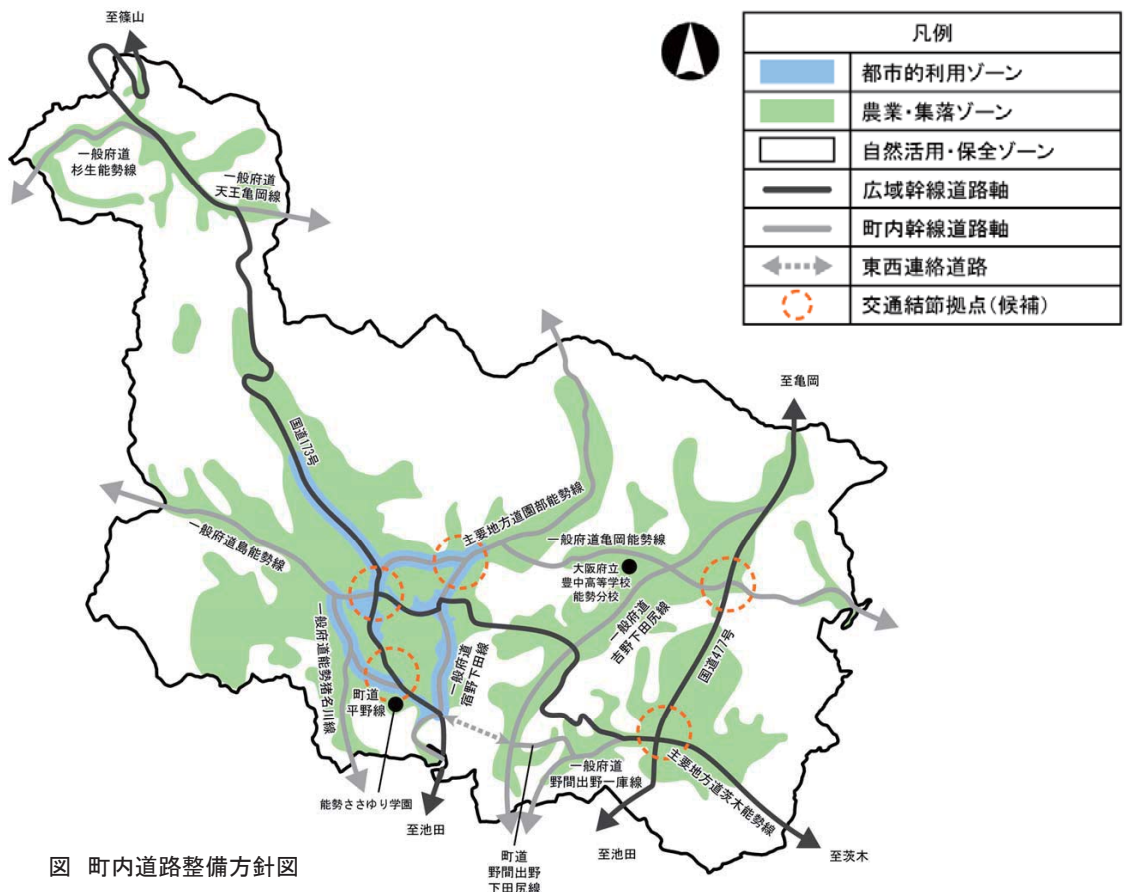 至篠山
凡例
都市的利用ゾーン
農業・集落ゾーン
自然活用・保全ゾーン
広域幹線道路軸
町内幹線道路軸
東西連絡道路
交通結節拠点(候補)
一般府道
杉生能勢線
一般府道
天王亀岡線
至亀岡
国道173号
主要地方道園部能勢線
一般府道島能勢線
一般府道亀岡能勢線
大阪府立
豊中高等学校
能勢分校
一般府道
吉野下田尻線
国道477号
一般府道能勢猪名川線
一般府道
宿野下田線
町道
平野線
主要地方道茨木能勢線
一般府道
野間出野一庫線
能勢ささゆり学園
至池田
至池田
至茨木
町道
野間出野
下田尻線
図 町内道路整備方針図